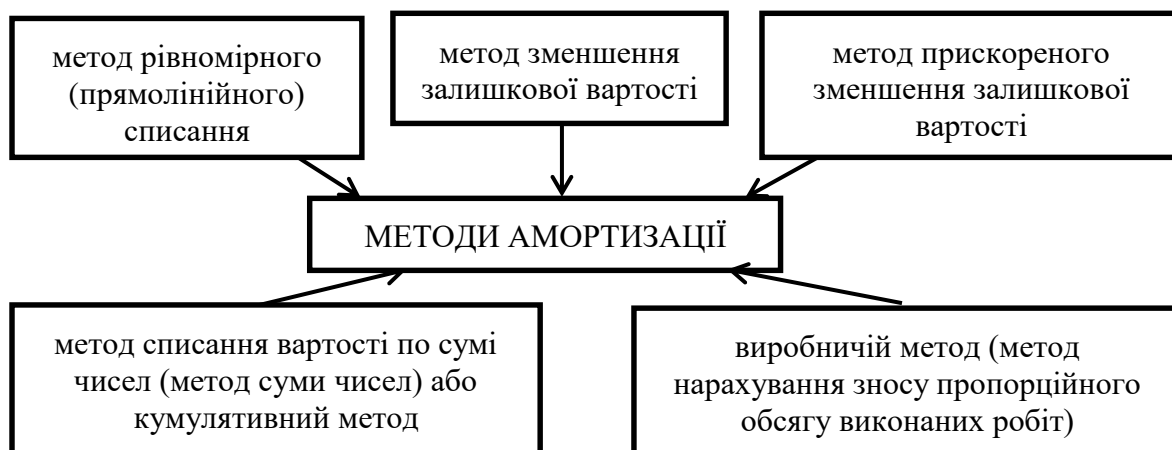 метод рівномірного
(прямолінійного)
списання
метод зменшення
залишкової вартості
метод прискореного
зменшення залишкової
вартості
МЕТОДИ АМОРТИЗАЦІЇ
метод списання вартості по сумі
чисел (метод суми чисел) або
кумулятивний метод
виробничій метод (метод
нарахування зносу пропорційного
обсягу виконаних робіт)